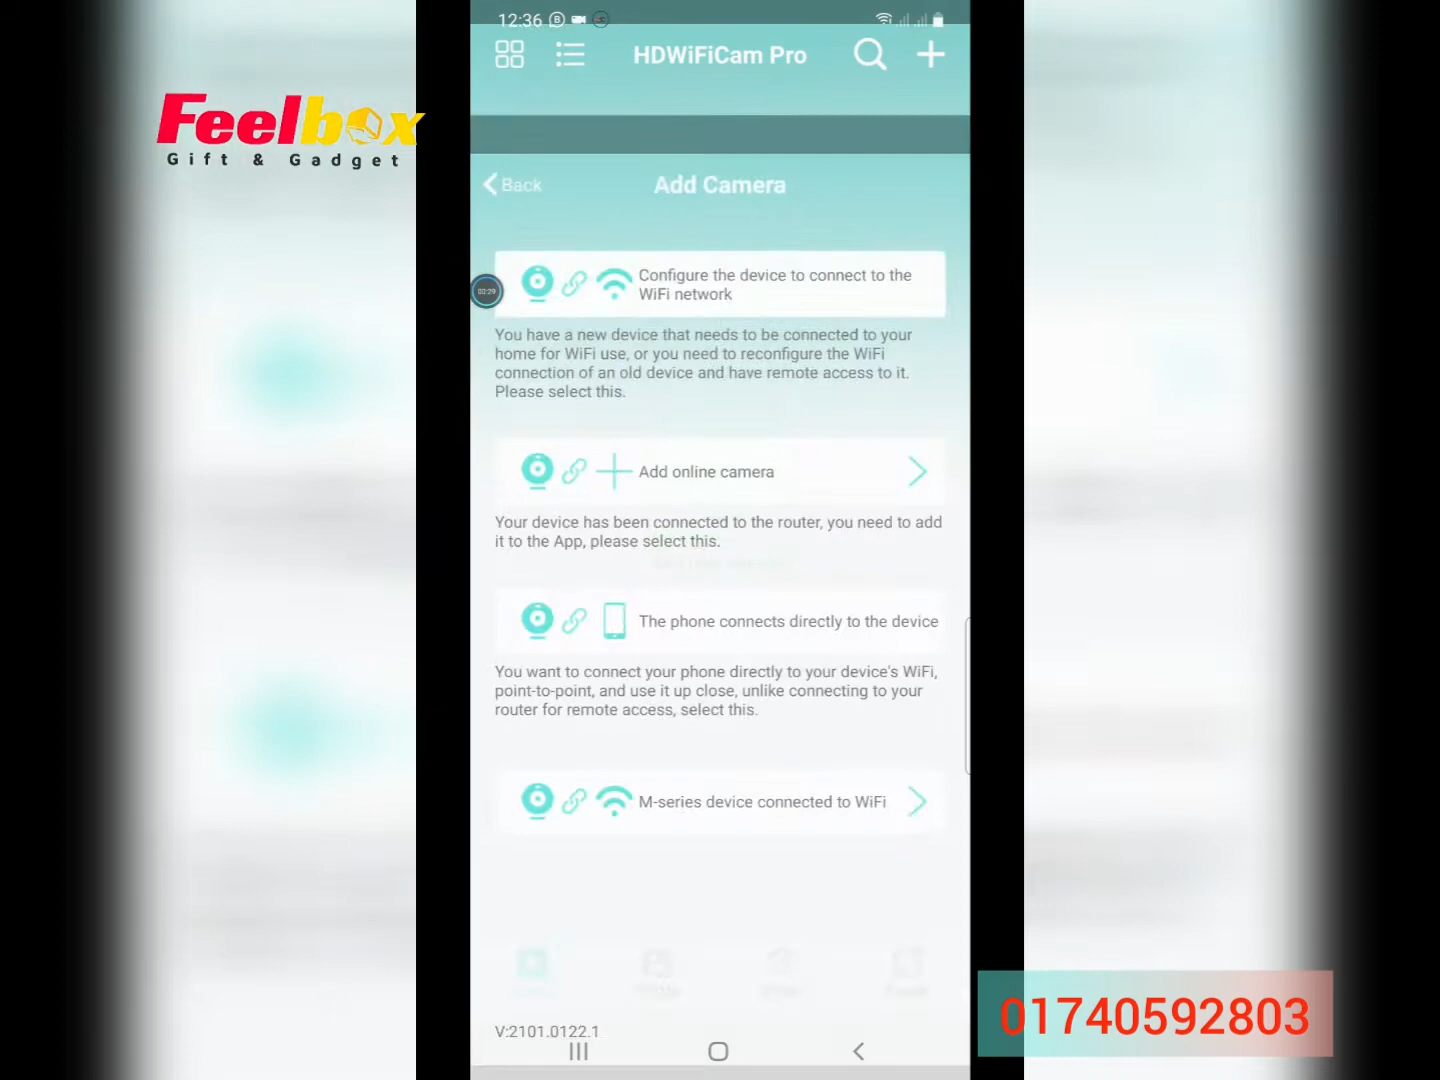 12:36
HDWiFiCam Pro
Feelbox
Gift & Gadget
Back
Add Camera
Configure the device to connect to the
WiFi network
00:29
You have a new device that needs to be connected to your
home for WiFi use, or you need to reconfigure the WiFi
connection of an old device and have remote access to it.
Please select this.
Add online camera
Your device has been connected to the router, you need to add
it to the App, please select this.
The phone connects directly to the device
You want to connect your phone directly to your device's WiFi,
point-to-point, and use it up close, unlike connecting to your
router for remote access, select this.
M-series device connected to WiFi
V:2101.0122.1
01740592803